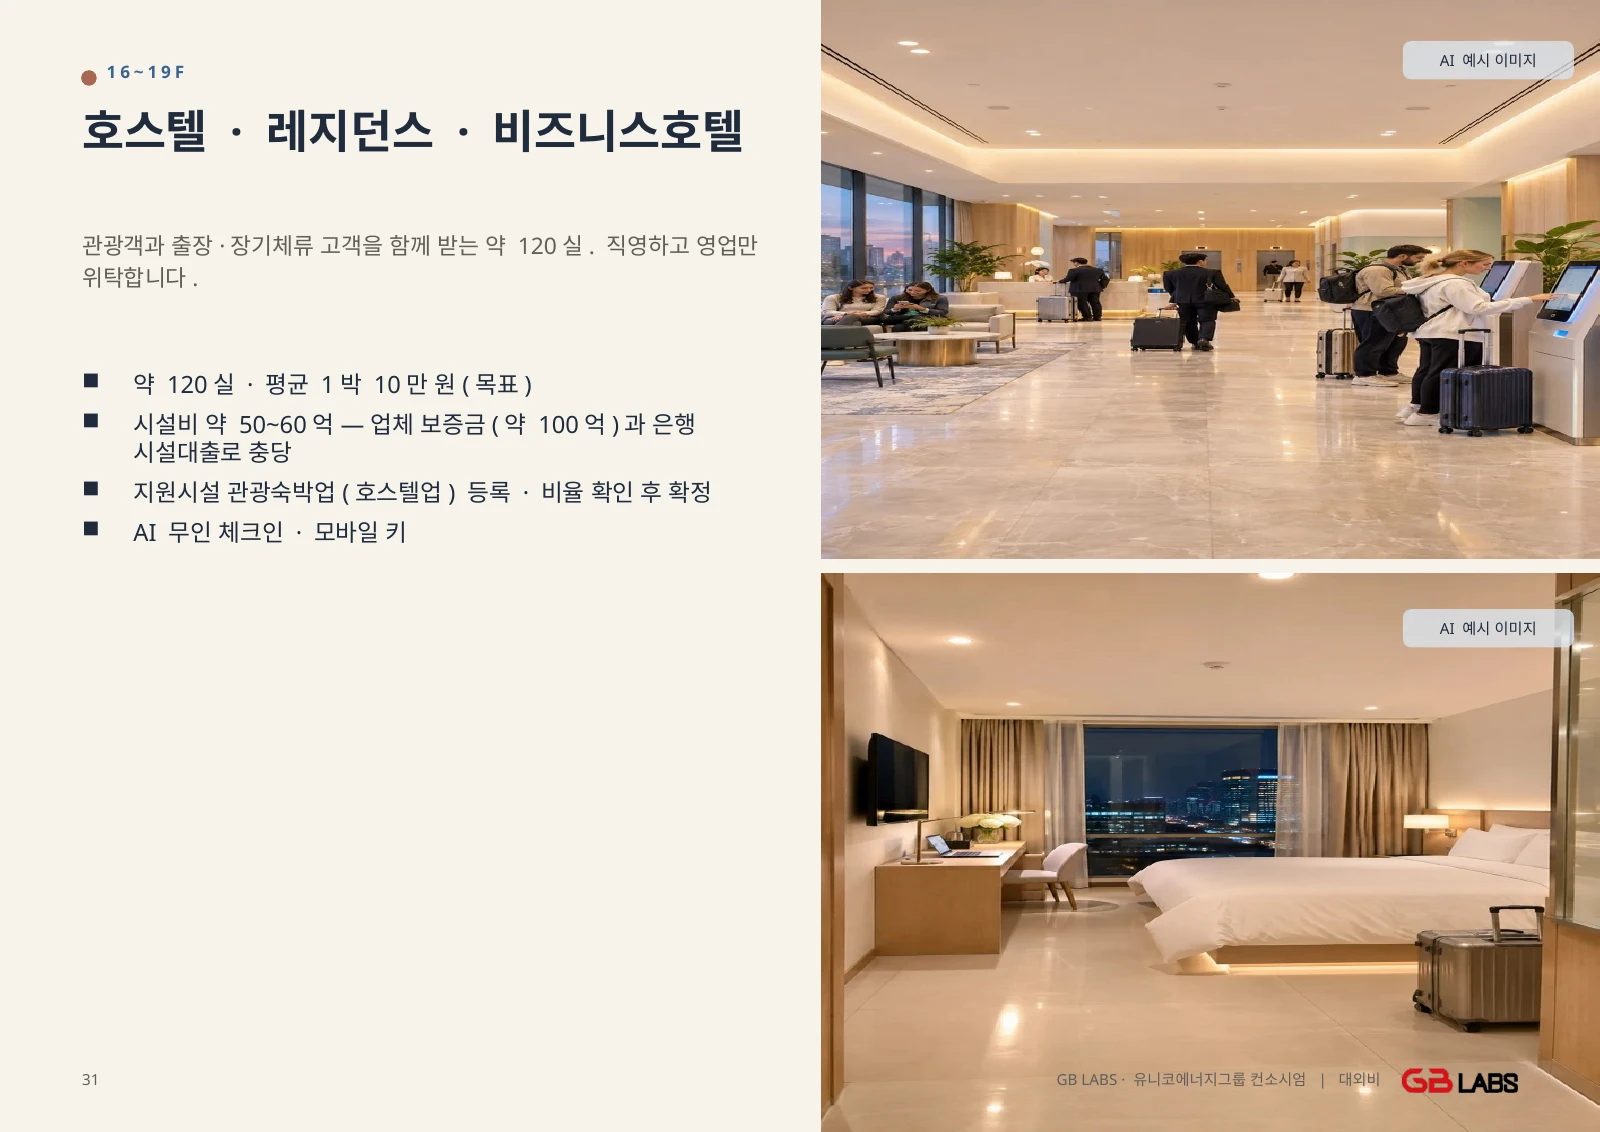 16~19F
호스텔 · 레지던스 · 비즈니스호텔
관광객과 출장·장기체류 고객을 함께 받는 약 120실. 직영하고 영업만
위탁합니다.
■ 약 120실 · 평균 1박 10만 원(목표)
■ 시설비 약 50~60억 — 업체 보증금(약 100억)과 은행
시설대출로 충당
■ 지원시설 관광숙박업(호스텔업) 등록 · 비율 확인 후 확정
■ AI 무인 체크인 · 모바일 키
AI 예시 이미지
AI 예시 이미지
31
GB LABS · 유니코에너지그룹 컨소시엄 | 대외비
GB LABS